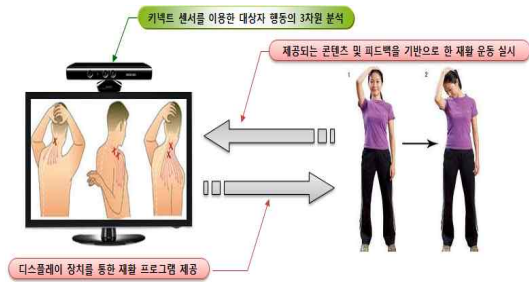 키넥트 센서를 이용한 대상자 행동의 3차원 분석
제공되는 콘텐츠 및 피드백을 기반으로 한 재활 운동 실시
1
2
디스플레이 장치를 통한 재활 프로그램 제공